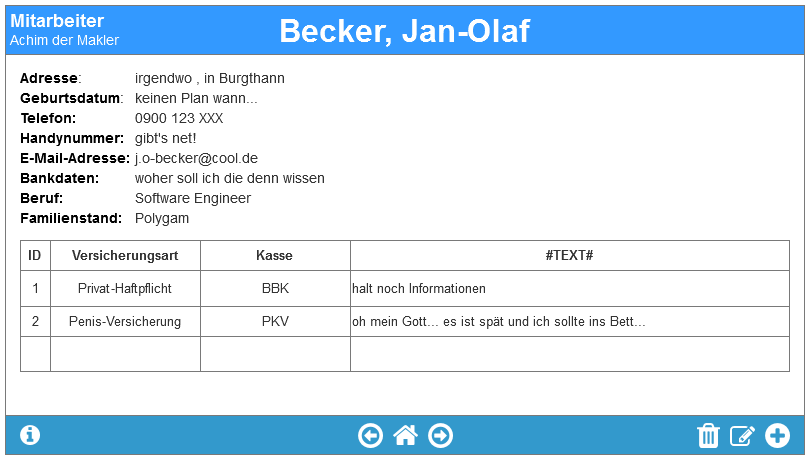 Mitarbeiter
Achim der Makler
Becker, Jan-Olaf
Adresse: irgendwo , in Burgthann
Geburtsdatum: keinen Plan wann...
Telefon: 0900 123 XXX
Handynummer: gibt's net!
E-Mail-Adresse: j.o-becker@cool.de
Bankdaten: woher soll ich die denn wissen
Beruf: Software Engineer
Familienstand: Polygam
ID Versicherungsart Kasse #TEXT#
1 Privat-Haftpflicht BBK halt noch Informationen
2 Penis-Versicherung PKV oh mein Gott... es ist spät und ich sollte ins Bett...